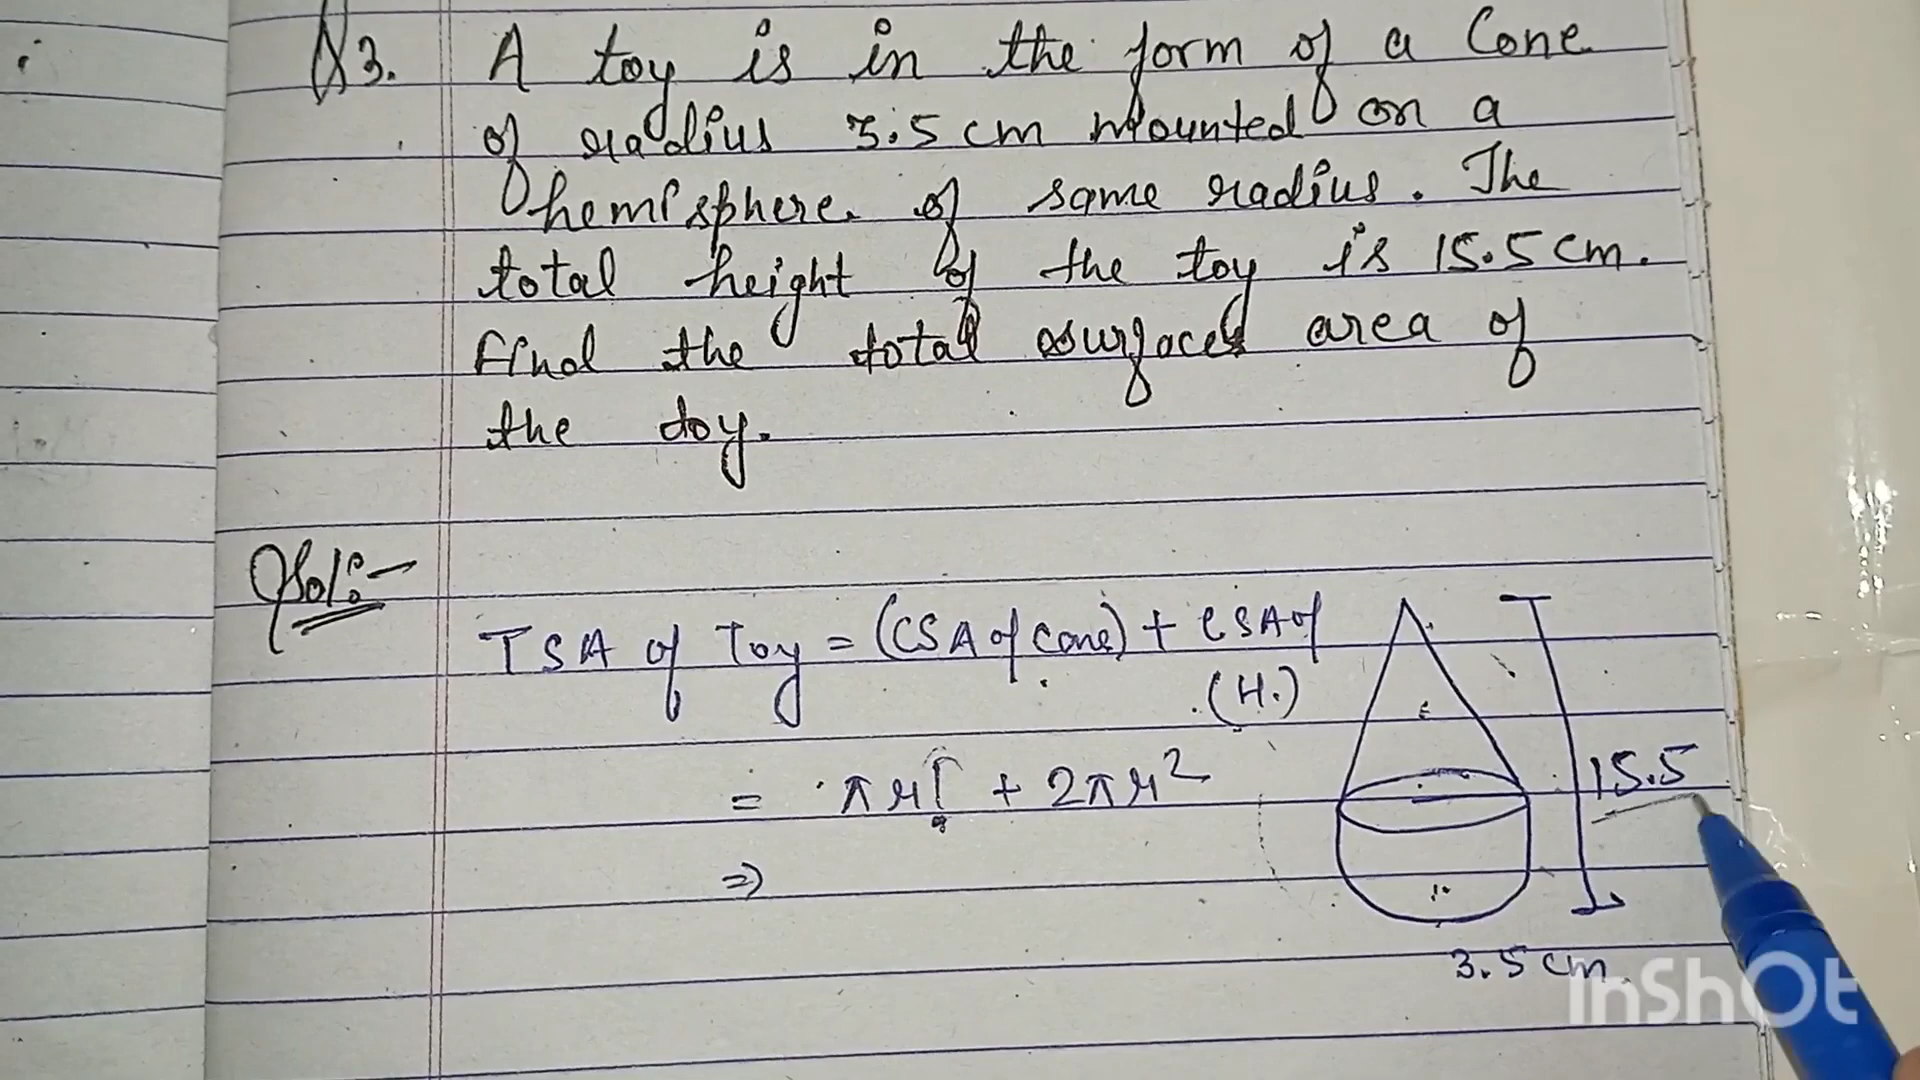 Q3. A toy is in the form of a Cone
of radius 3.5 cm mounted on a
hemisphere of same radius. The
total height of the toy is 15.5 cm.
Find the total surface area of
the toy.
Sol:-
TSA of Toy = (CSA of Cone) + CSA of
(H.)
= πrl + 2πr²
⇒
15.5
3.5 cm
InShOt